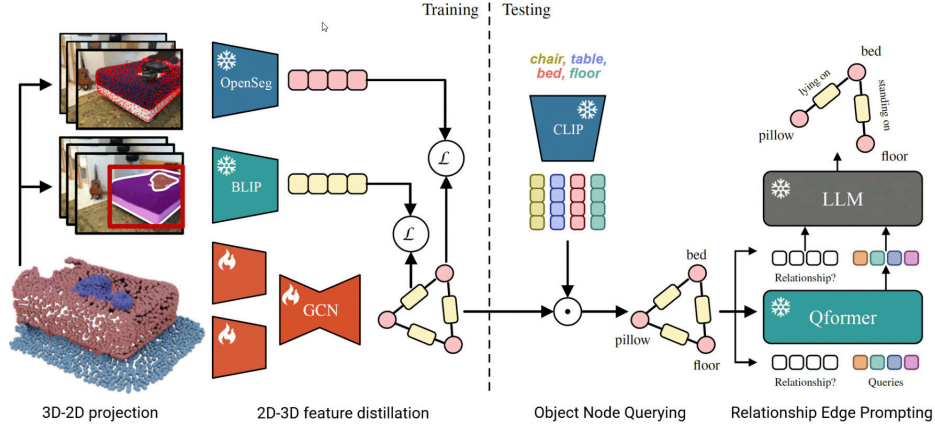 Training
Testing
OpenSeg
BLIP
GCN
ℒ
ℒ
chair, table,
bed, floor
CLIP
bed
pillow
floor
bed
lying on
standing on
pillow
floor
LLM
Relationship?
Qformer
Relationship?
Queries
3D-2D projection
2D-3D feature distillation
Object Node Querying
Relationship Edge Prompting